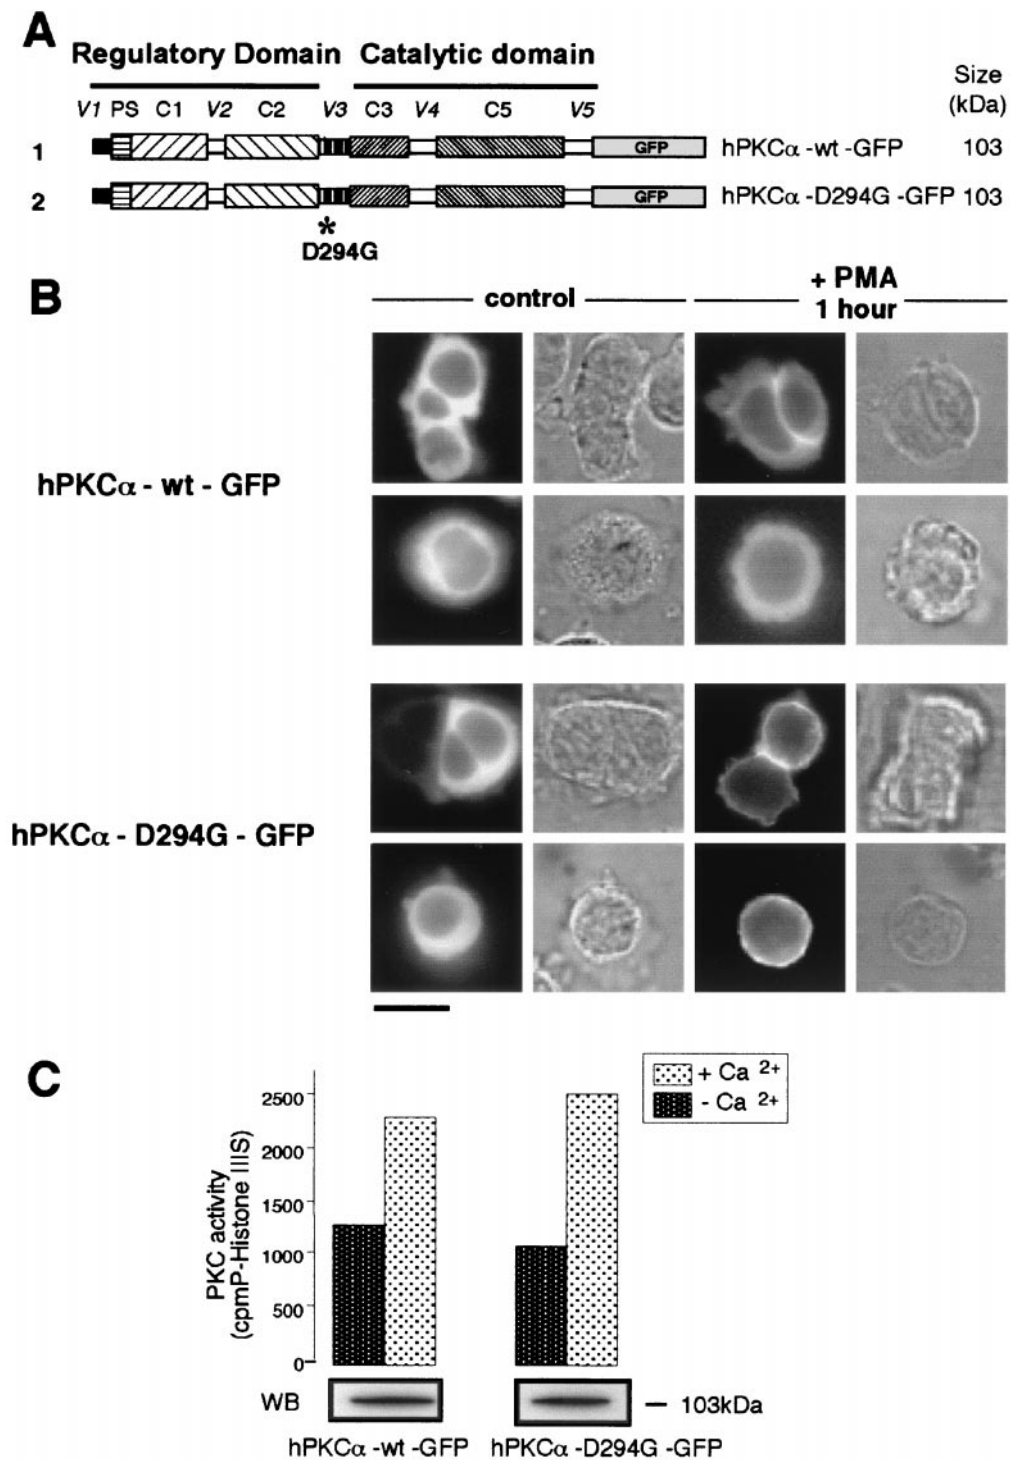 A
Regulatory Domain Catalytic domain
Size
(kDa)
V1 PS C1 V2 C2 V3 C3 V4 C5 V5
1 GFP hPKCα -wt -GFP 103
2 GFP hPKCα -D294G -GFP 103
*
D294G
B
control
+ PMA
1 hour
hPKCα - wt - GFP
hPKCα - D294G - GFP
C
+ Ca 2+
- Ca 2+
PKC activity
(cpmP-Histone IIIS)
2500
2000
1500
1000
500
0
WB
103kDa
hPKCα -wt -GFP hPKCα -D294G -GFP